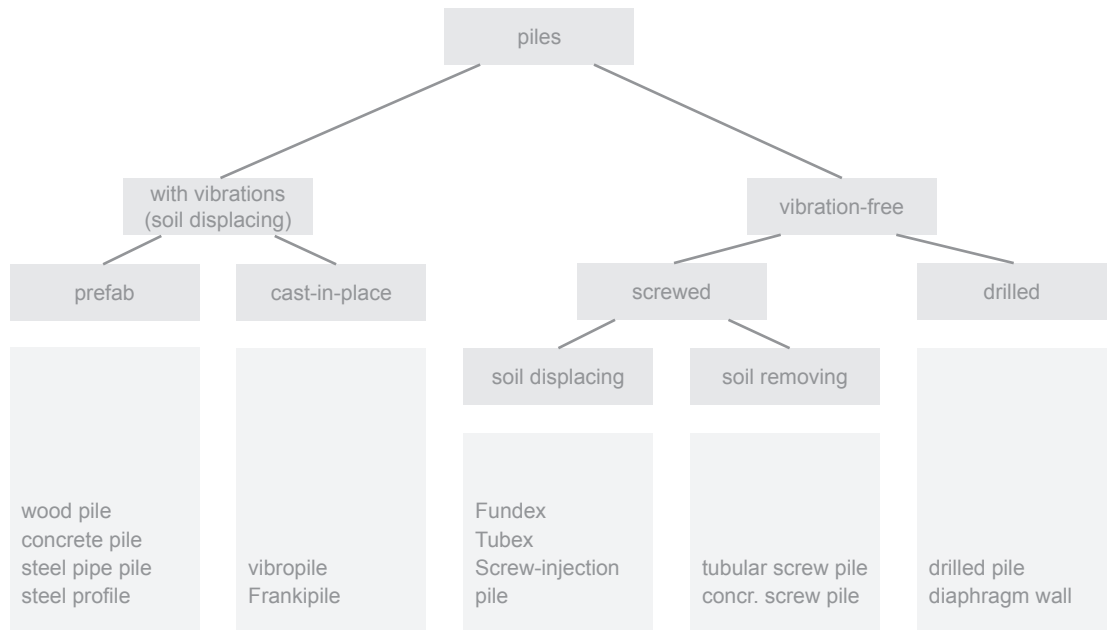 piles
with vibrations
(soil displacing)
vibration-free
prefab
cast-in-place
screwed
drilled
soil displacing
soil removing
wood pile
concrete pile
steel pipe pile
steel profile
vibropile
Frankipile
Fundex
Tubex
Screw-injection
pile
tubular screw pile
concr. screw pile
drilled pile
diaphragm wall